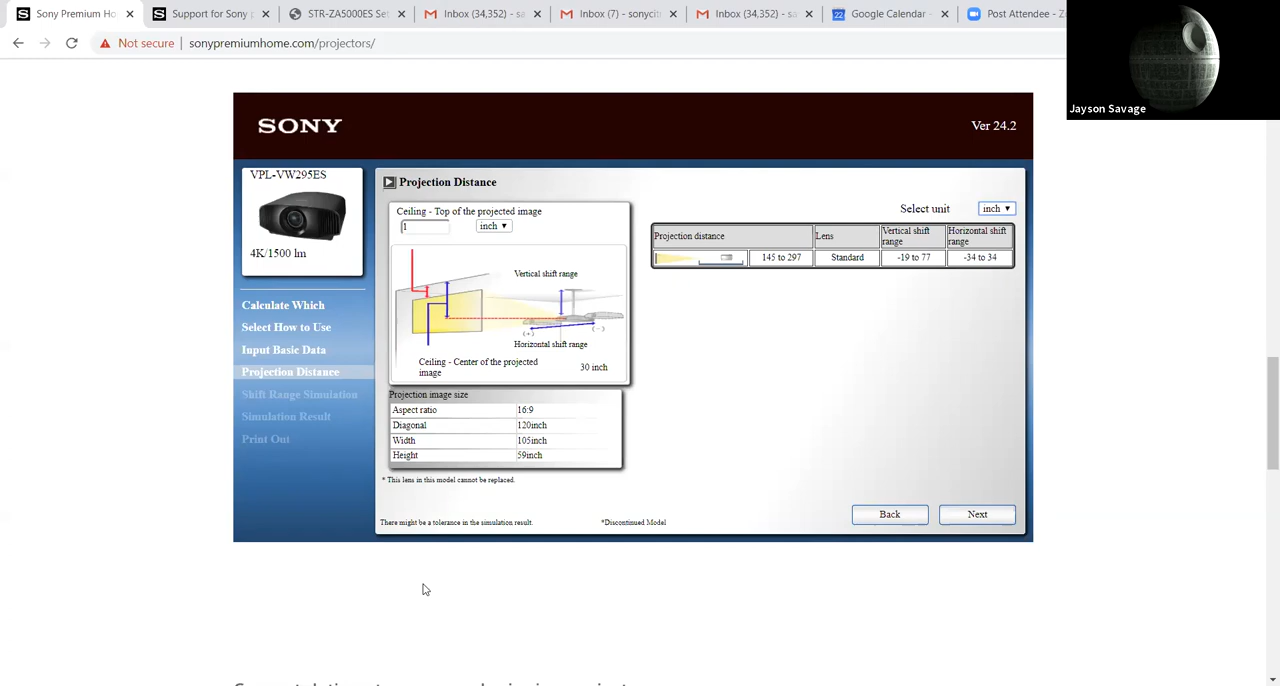 Sony Premium Ho
Support for Sony p
STR-ZA5000ES Set
Inbox (34,352) - sa
Inbox (7) - sonycit
Inbox (34,352) - sa
Google Calendar -
Post Attendee - Z
Not secure | sonypremiumhome.com/projectors/
Jayson Savage
SONY
Ver 24.2
VPL-VW295ES
4K/1500 lm
Calculate Which
Select How to Use
Input Basic Data
Projection Distance
Shift Range Simulation
Simulation Result
Print Out
Projection Distance
Ceiling - Top of the projected image
1
inch ▼
Vertical shift range
(+)
(−)
Horizontal shift range
Ceiling - Center of the projected
image
30 inch
Projection image size
Aspect ratio 16:9
Diagonal 120inch
Width 105inch
Height 59inch
* This lens in this model cannot be replaced.
There might be a tolerance in the simulation result.
*Discontinued Model
Select unit
inch ▼
Projection distance Lens Vertical shift range Horizontal shift range
145 to 297 Standard -19 to 77 -34 to 34
Back
Next